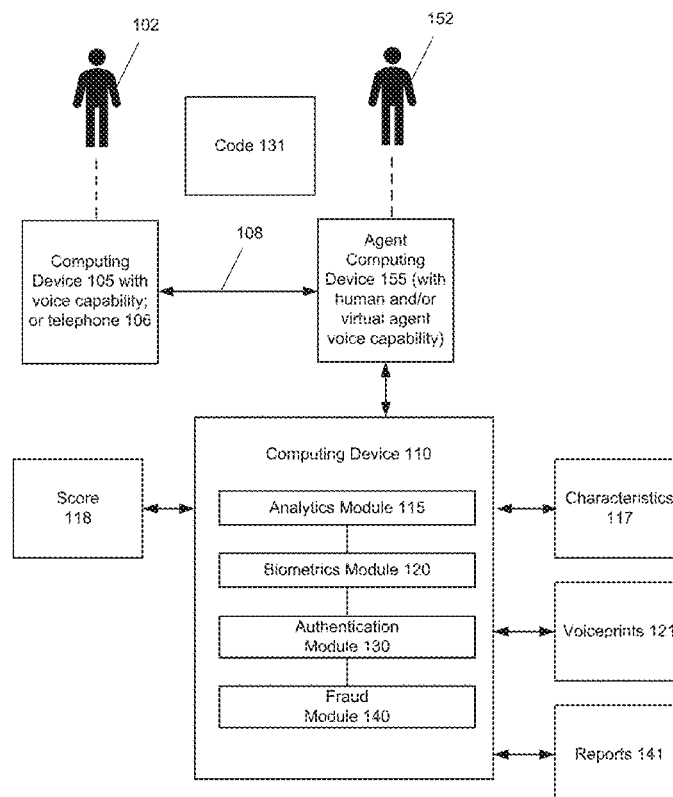 102
152
Code 131
108
Computing
Device 105 with
voice capability;
or telephone 106
Agent
Computing
Device 155 (with
human and/or
virtual agent
voice capability)
Computing Device 110
Score
118
Analytics Module 115
Characteristics
117
Biometrics Module 120
Authentication
Module 130
Voiceprints 121
Fraud
Module 140
Reports 141